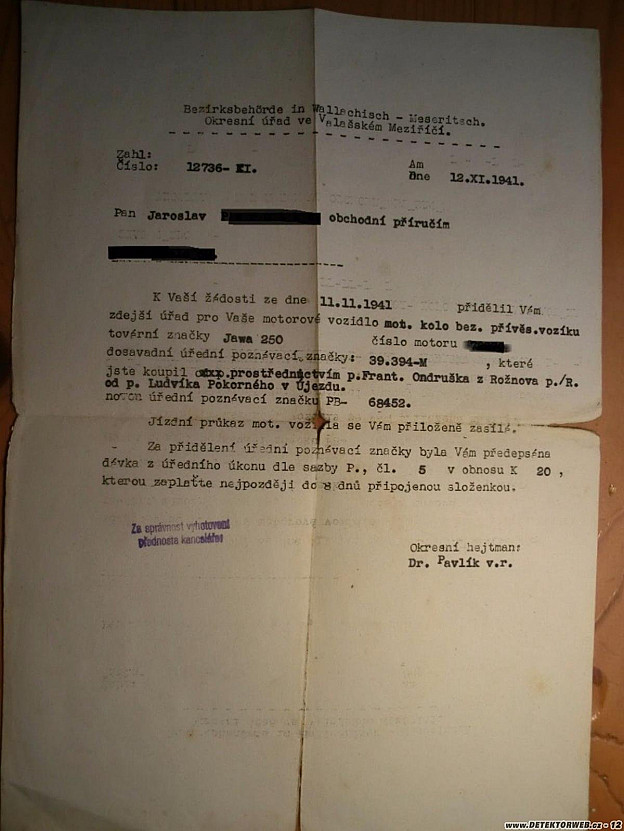 Bezirksbehörde in Wallachisch - Meseritsch.
Okresní úřad ve Valašském Meziříčí.
Zahl:
Číslo: 12736- XI.
Am
Dne 12.XI.1941.
Pan Jaroslav obchodní příručím
K Vaší žádosti ze dne 11.11.1941 přidělil Vám
zdejší úřad pro Vaše motorové vozidlo mot. kolo bez. přívěs.vozíku
tovární značky Jawa 250 číslo motoru
dosavadní úřední poznávací značky: 39.394-M , které
jste koupil prostřednictvím p.Frant. Ondruška z Rožnova p./R.
od p. Ludvíka Pokorného v Újezdu.
novou úřední poznávací značku PB- 68452.
Jízdní průkaz mot. vozidla se Vám přiloženě zasílá.
- Za přidělení úřední poznávací značky byla Vám předepsána
dávka z úředního úkonu dle sazby P., čl. 5 v obnosu K 20 ,
kterou zaplaťte nejpozději do 8 dnů připojenou složenkou.
Za správnost vyhotovení
přednosta kanceláře:
Okresní hejtman:
Dr. Pavlík v.r.
www.DETEKTORWEB.cz - 12